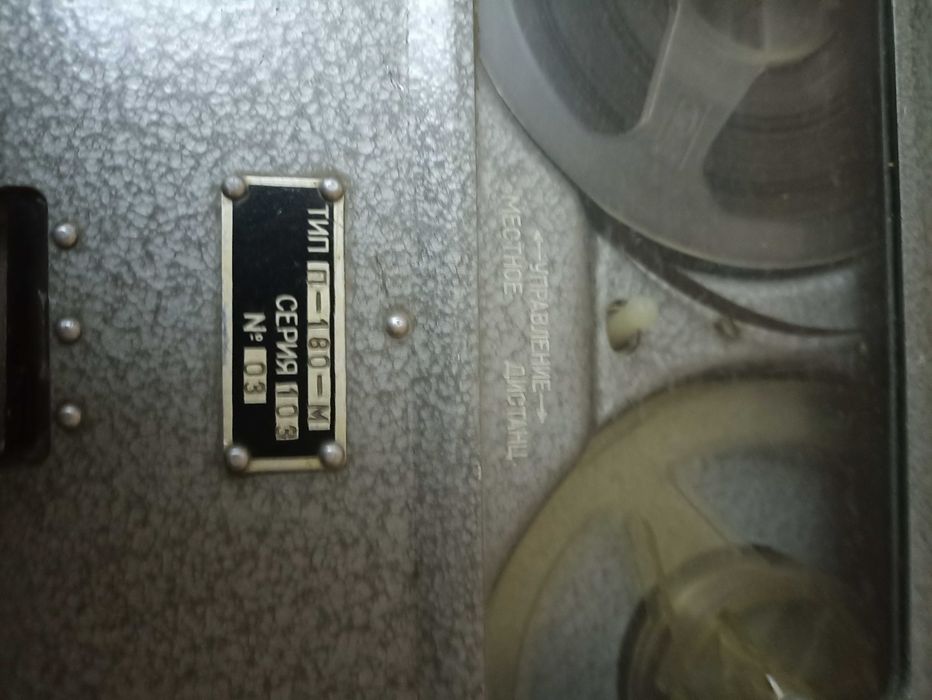 ТИП П-180-М
СЕРИЯ 103
№ 03
←УПРАВЛЕНИЕ→
МЕСТНОЕ ДИСТАНЦ.